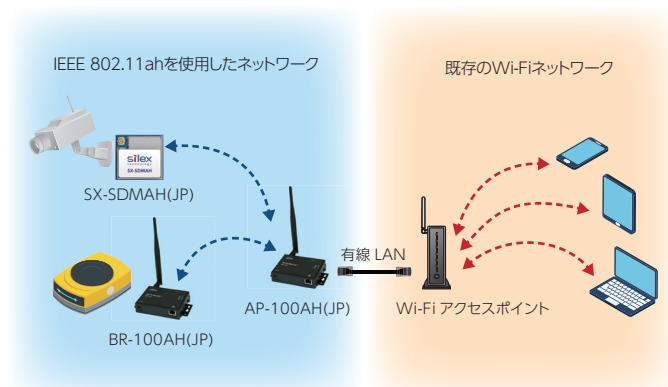 IEEE 802.11ahを使用したネットワーク
既存のWi-Fiネットワーク
silex
technology
SX-SDMAH
SX-SDMAH(JP)
有線 LAN
AP-100AH(JP)
Wi-Fi アクセスポイント
BR-100AH(JP)